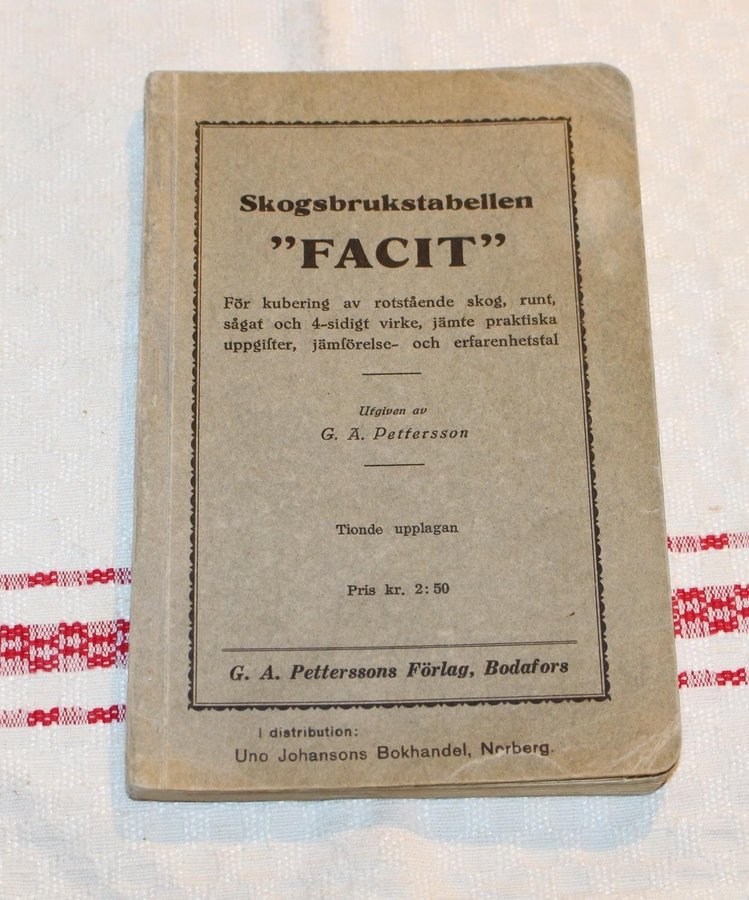 Skogsbrukstabellen
”FACIT”
För kubering av rotstående skog, runt,
sågat och 4-sidigt virke, jämte praktiska
uppgifter, jämförelse- och erfarenhetstal
Utgiven av
G. A. Pettersson
Tionde upplagan
Pris kr. 2:50
G. A. Petterssons Förlag, Bodafors
I distribution:
Uno Johansons Bokhandel, Norberg.